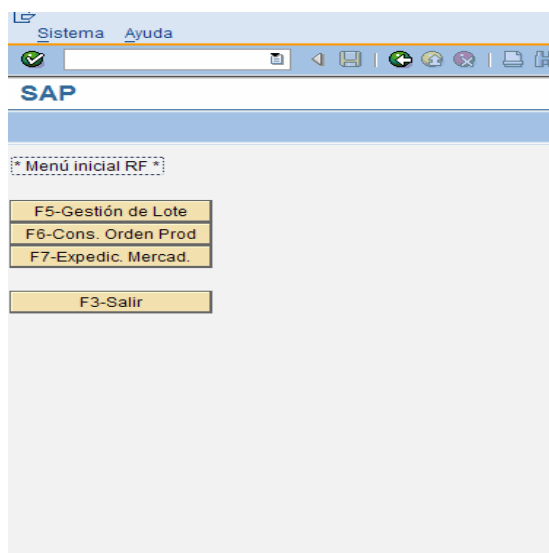 Sistema Ayuda
SAP
* Menú inicial RF *
F5-Gestión de Lote
F6-Cons. Orden Prod
F7-Expedic. Mercad.
F3-Salir